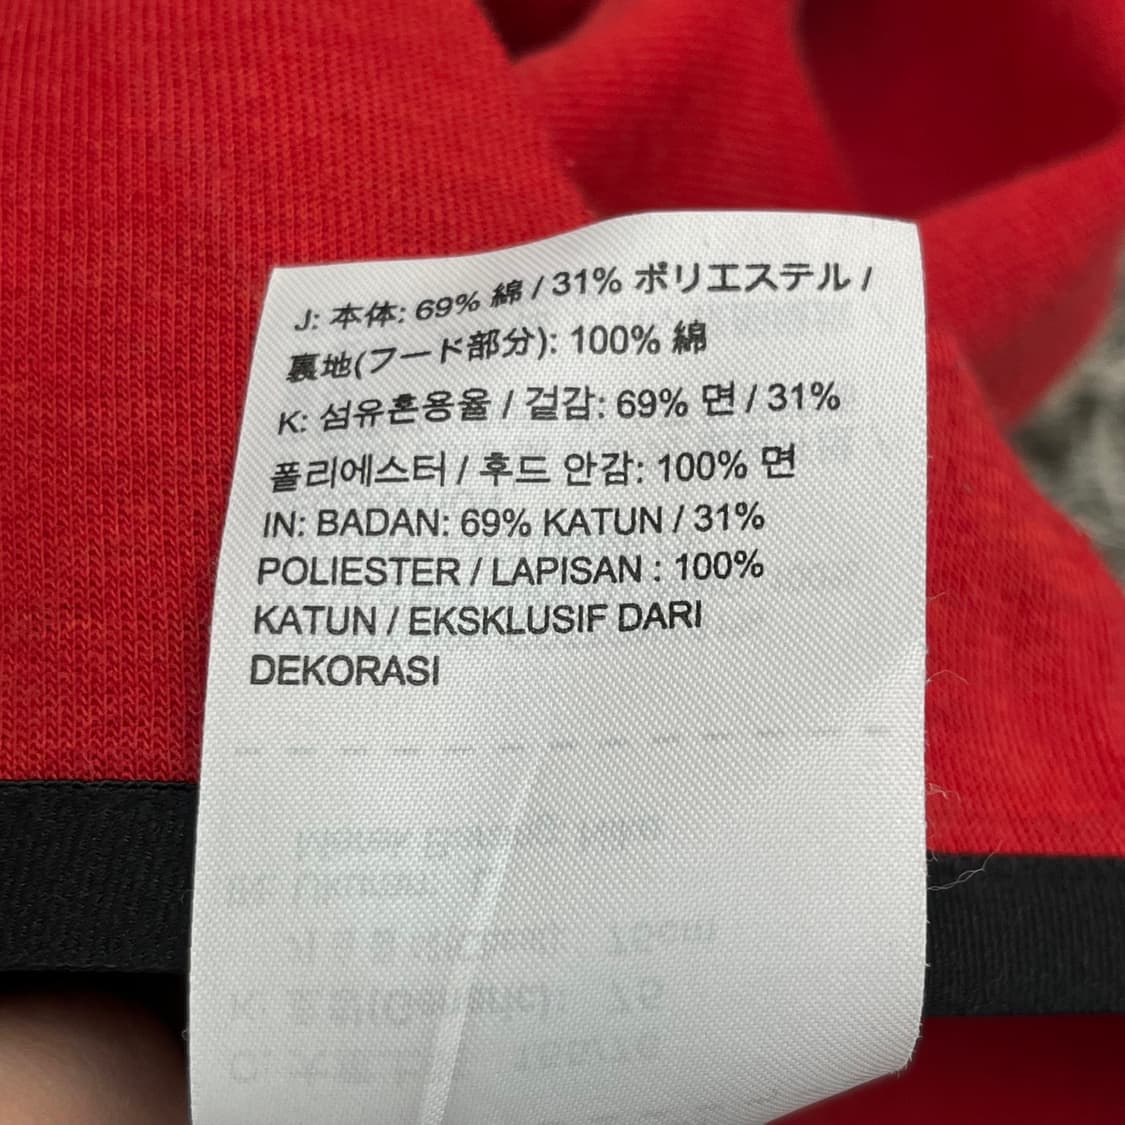 J: 本体: 69% 綿 / 31% ポリエステル /
裏地(フード部分): 100% 綿
K: 섬유혼용율 / 겉감: 69% 면 / 31%
폴리에스터 / 후드 안감: 100% 면
IN: BADAN: 69% KATUN / 31%
POLIESTER / LAPISAN : 100%
KATUN / EKSKLUSIF DARI
DEKORASI